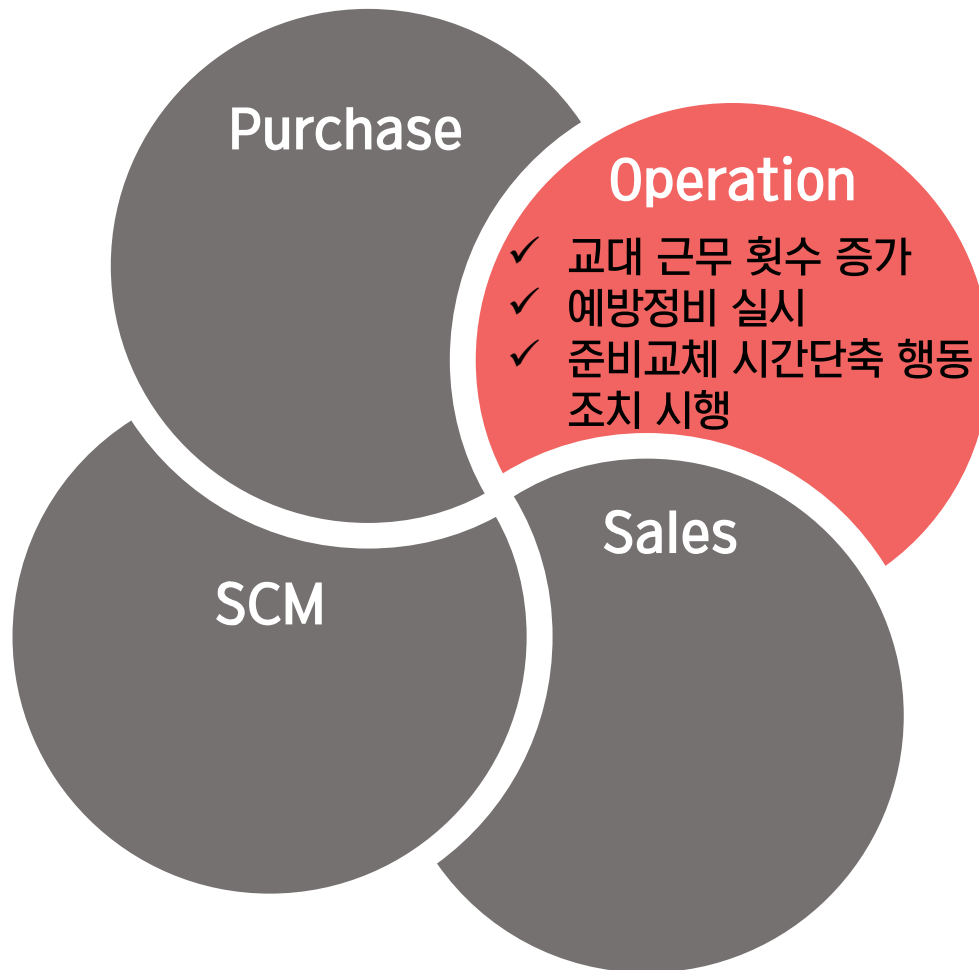 Purchase
Operation
✓ 교대 근무 횟수 증가
✓ 예방정비 실시
✓ 준비교체 시간단축 행동
조치 시행
Sales
SCM